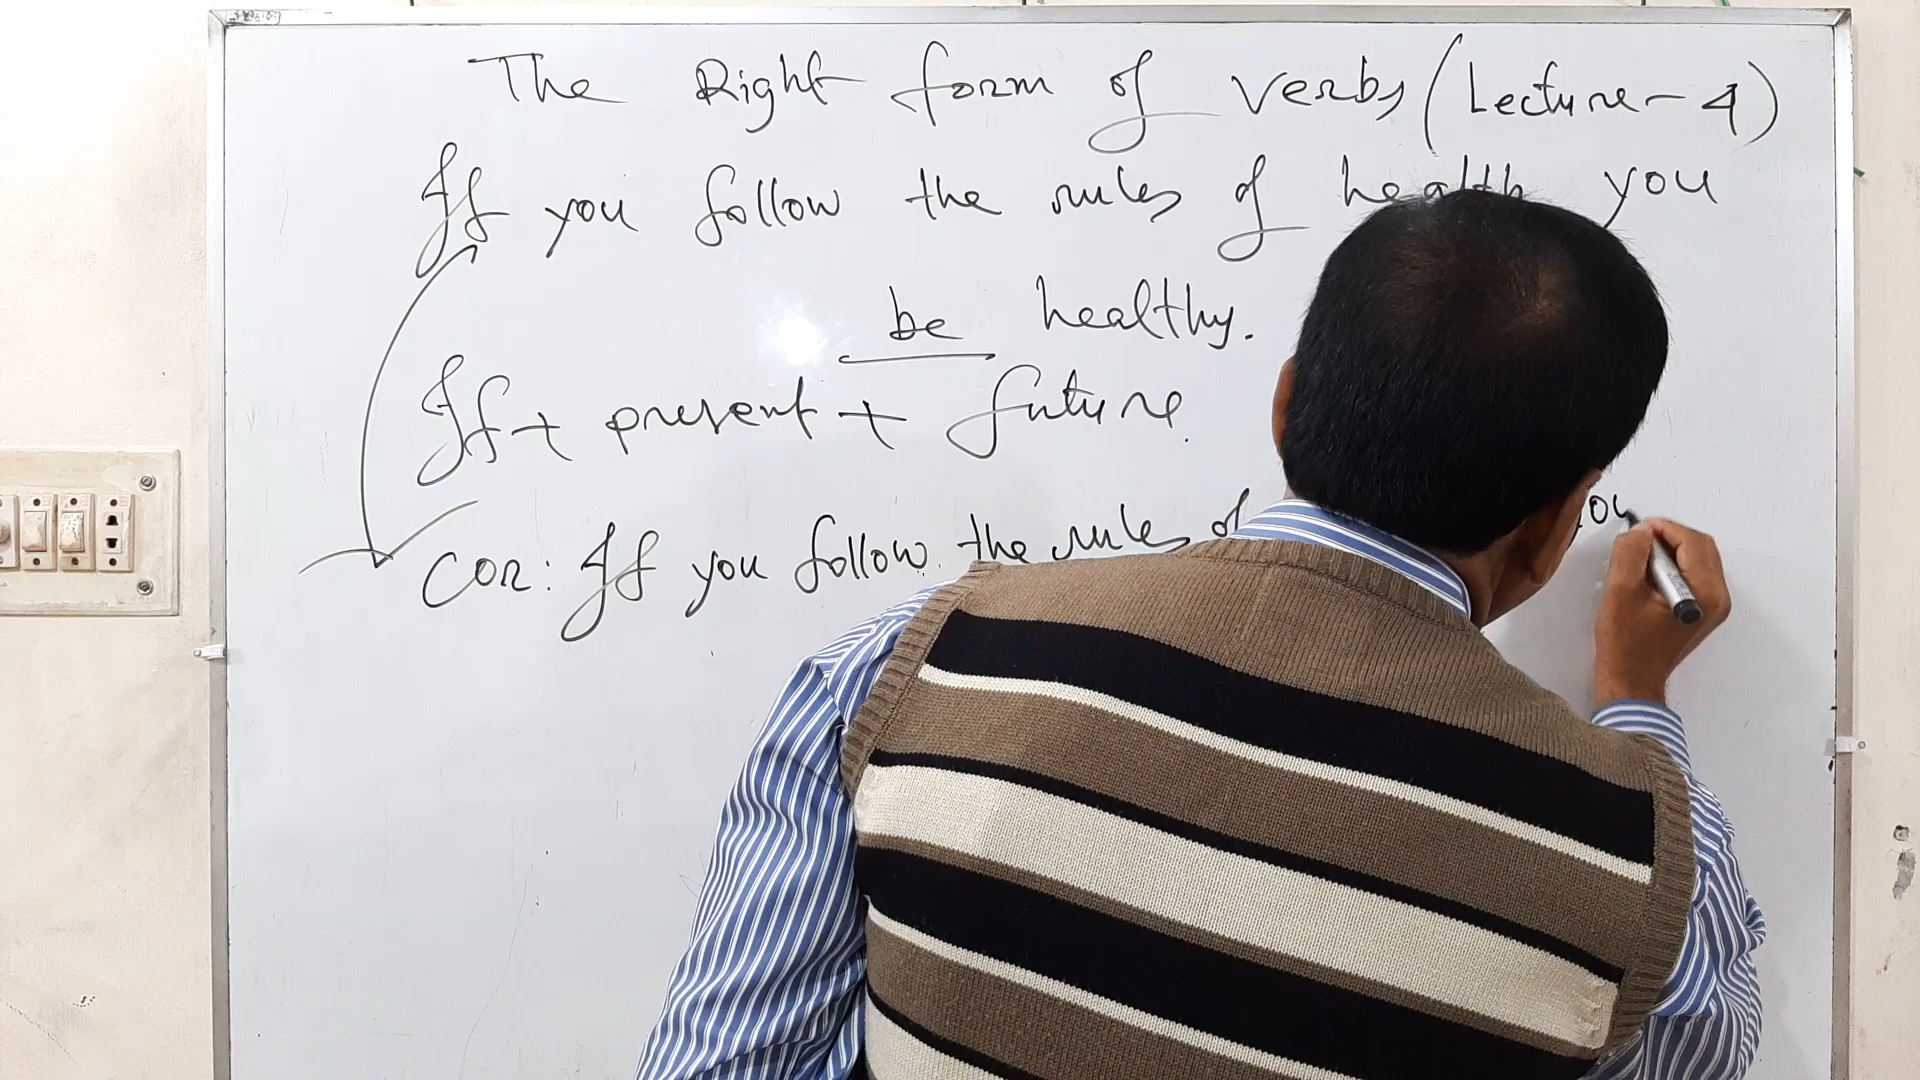 The Right form of verbs (Lecture-4)
If you follow the rules of health you
be healthy.
If + present + future.
Cor: If you follow the rules of